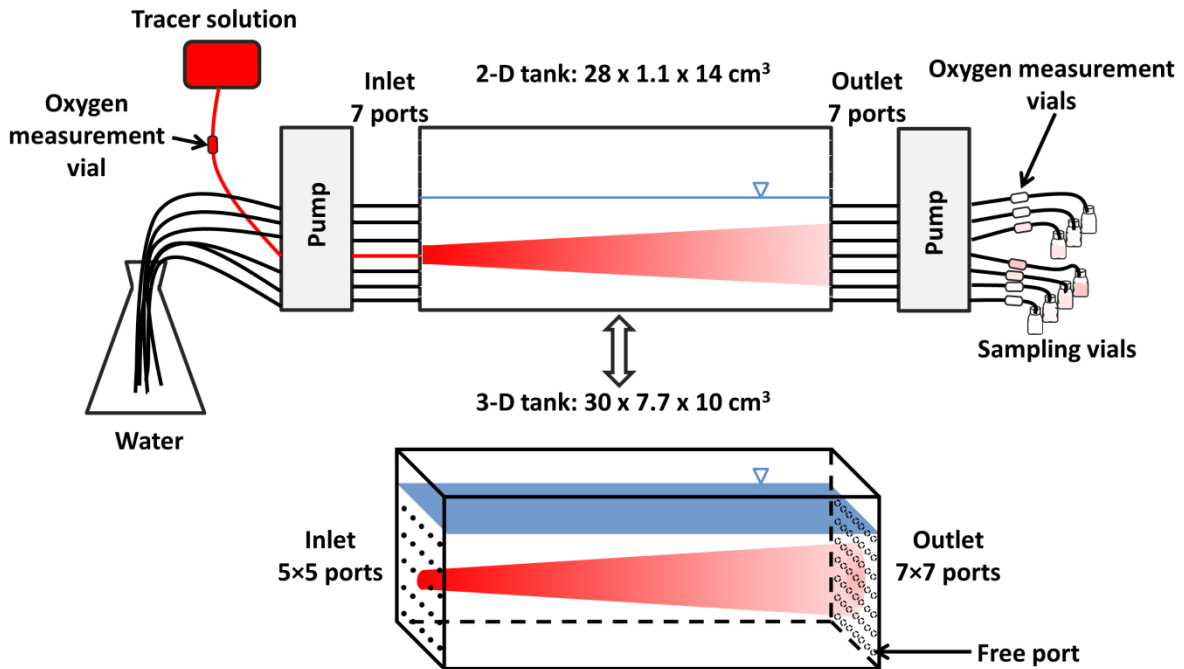 Tracer solution
Oxygen
measurement
vial
Inlet
7 ports
2-D tank: 28 x 1.1 x 14 cm³
Outlet
7 ports
Oxygen measurement
vials
Pump
Pump
Water
Sampling vials
3-D tank: 30 x 7.7 x 10 cm³
Inlet
5×5 ports
Outlet
7×7 ports
Free port